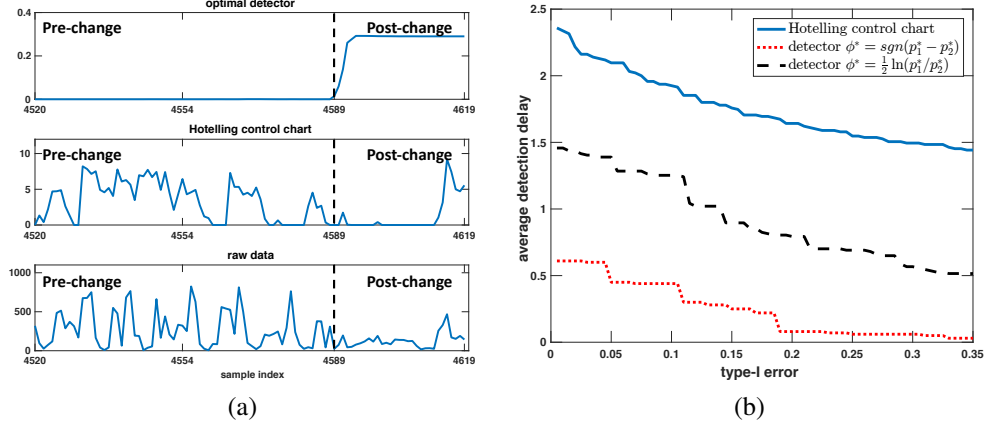 optimal detector
Pre-change
Post-change
0.4
0.2
0
4520
4554
4589
4619
Hotelling control chart
Pre-change
Post-change
10
5
0
4520
4554
4589
4619
raw data
Pre-change
Post-change
1000
500
0
4520
4554
4589
4619
sample index
(a)
2.5
2
1.5
1
0.5
0
average detection delay
Hotelling control chart
detector ϕ* = sgn(p₁* − p₂*)
detector ϕ* = ½ ln(p₁*/p₂*)
0
0.05
0.1
0.15
0.2
0.25
0.3
0.35
type-I error
(b)